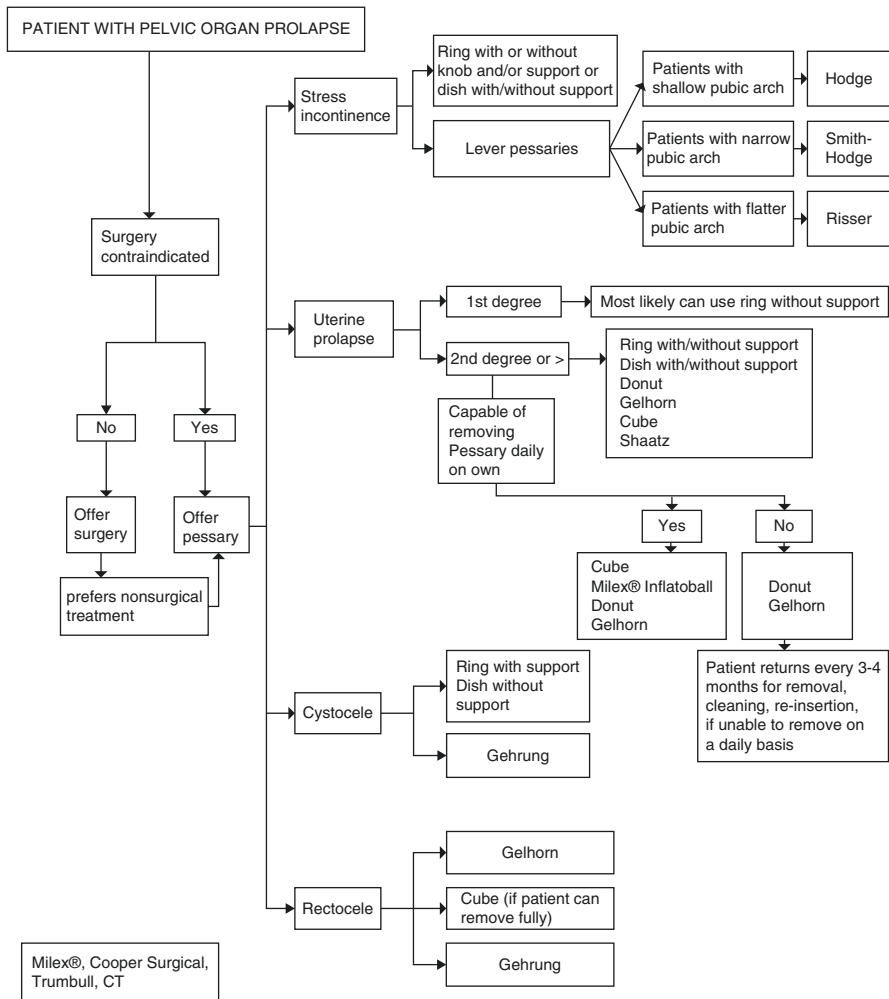 PATIENT WITH PELVIC ORGAN PROLAPSE
Surgery
contraindicated
No
Yes
Offer
surgery
Offer
pessary
prefers nonsurgical
treatment
Stress
incontinence
Ring with or without
knob and/or support or
dish with/without support
Lever pessaries
Patients with
shallow pubic arch
Hodge
Patients with narrow
pubic arch
Smith-
Hodge
Patients with flatter
pubic arch
Risser
Uterine
prolapse
1st degree
Most likely can use ring without support
2nd degree or >
Ring with/without support
Dish with/without support
Donut
Gelhorn
Cube
Shaatz
Capable of
removing
Pessary daily
on own
Yes
No
Cube
Milex® Inflatoball
Donut
Gelhorn
Donut
Gelhorn
Patient returns every 3-4
months for removal,
cleaning, re-insertion,
if unable to remove on
a daily basis
Cystocele
Ring with support
Dish without
support
Gehrung
Rectocele
Gelhorn
Cube (if patient can
remove fully)
Gehrung
Milex®, Cooper Surgical,
Trumbull, CT